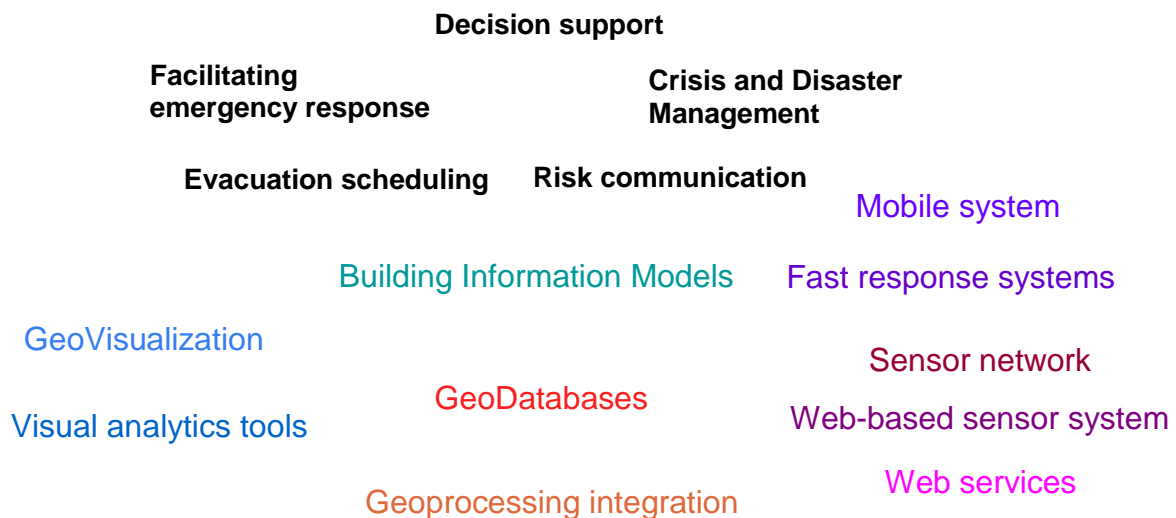 Decision support
Facilitating
emergency response
Crisis and Disaster
Management
Evacuation scheduling
Risk communication
Mobile system
Building Information Models
Fast response systems
GeoVisualization
Sensor network
GeoDatabases
Visual analytics tools
Web-based sensor system
Web services
Geoprocessing integration